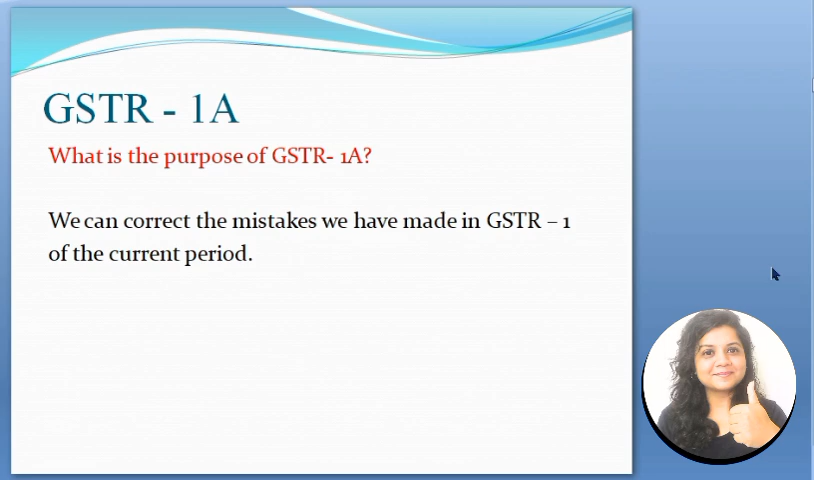 GSTR - 1A
What is the purpose of GSTR- 1A?
We can correct the mistakes we have made in GSTR – 1
of the current period.